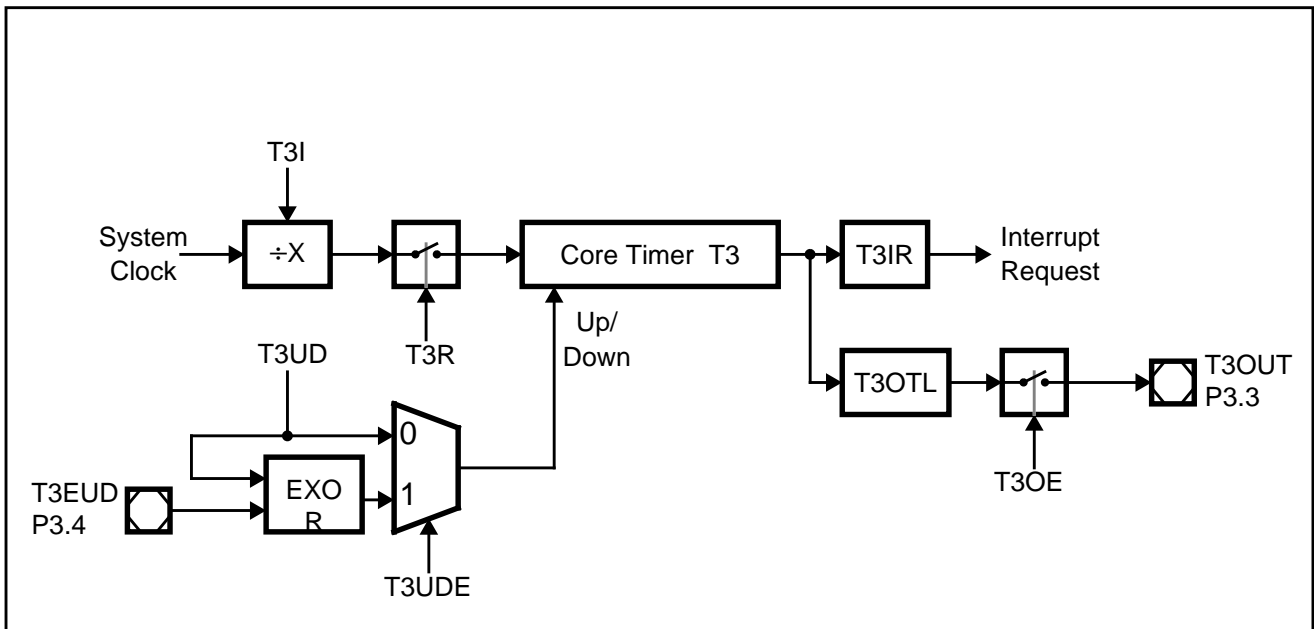 T3I
System
Clock
÷X
Core Timer T3
T3IR
Interrupt
Request
T3R
Up/
Down
T3UD
T3OTL
T3OUT
P3.3
0
T3EUD
P3.4
EXO
R
1
T3OE
T3UDE